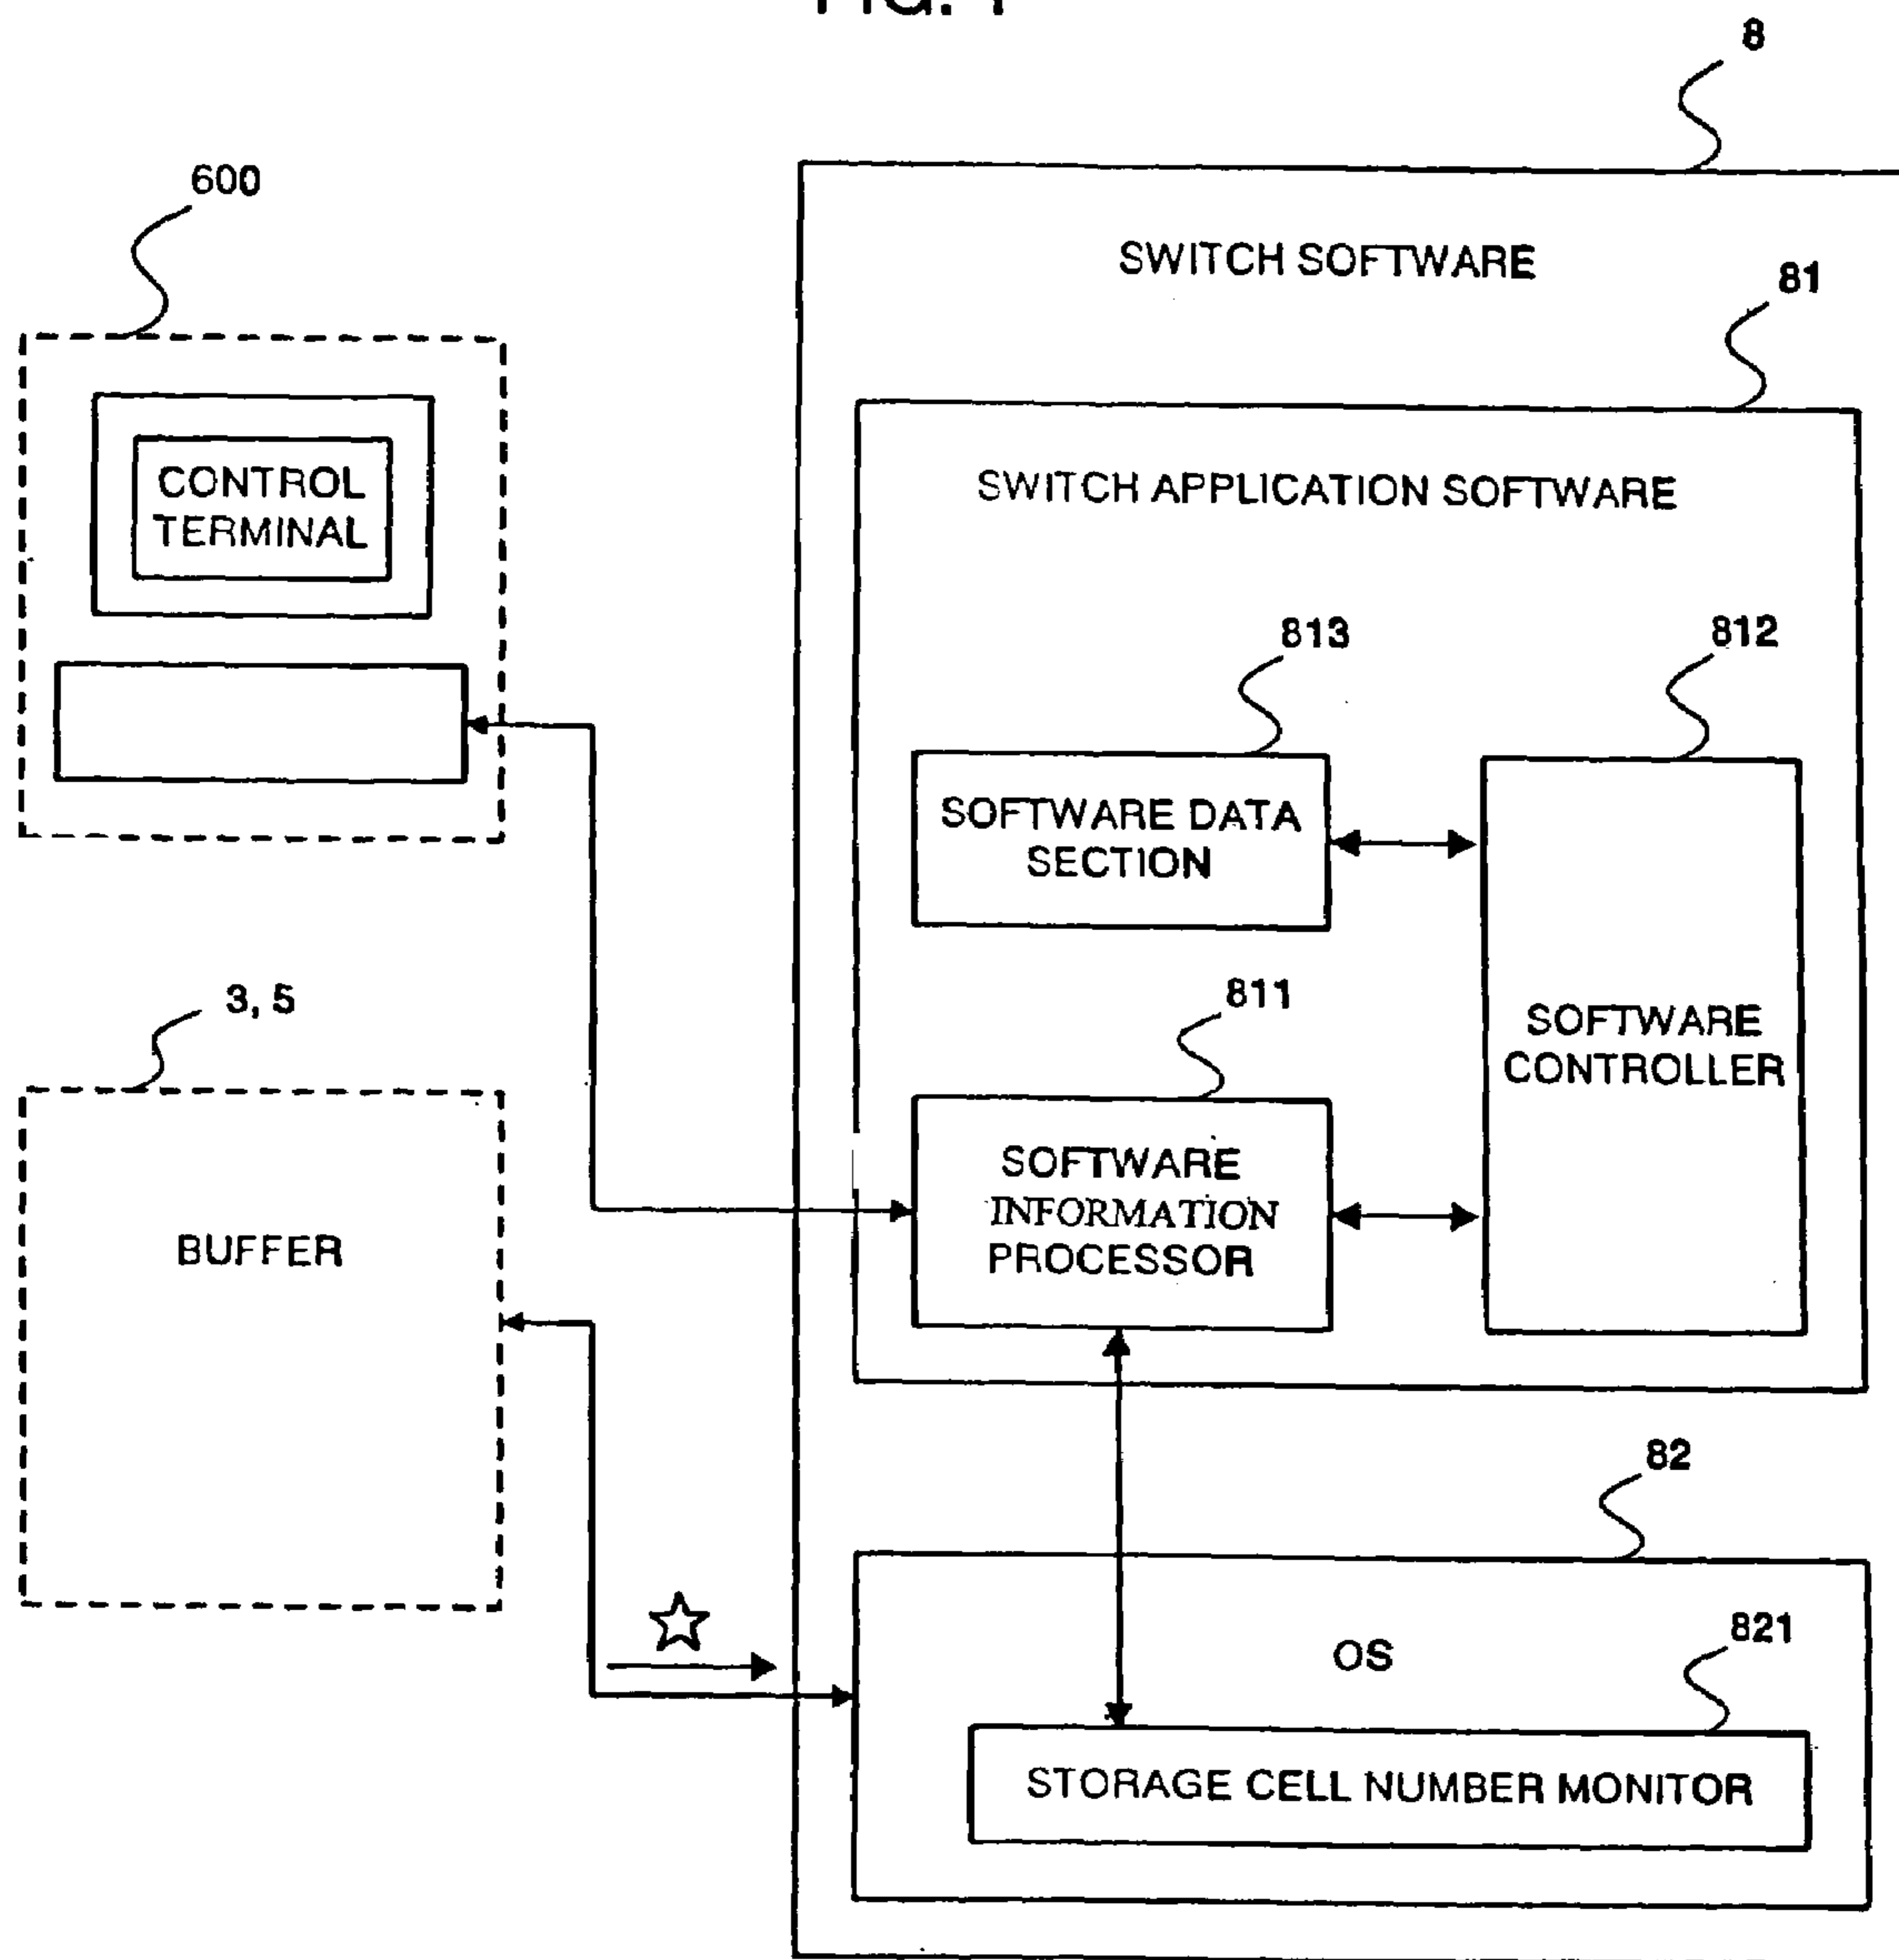 8
600
SWITCH SOFTWARE
81
CONTROL
TERMINAL
SWITCH APPLICATION SOFTWARE
813
812
SOFTWARE DATA
SECTION
3, 5
811
SOFTWARE
CONTROLLER
SOFTWARE
INFORMATION
PROCESSOR
BUFFER
82
OS
821
STORAGE CELL NUMBER MONITOR